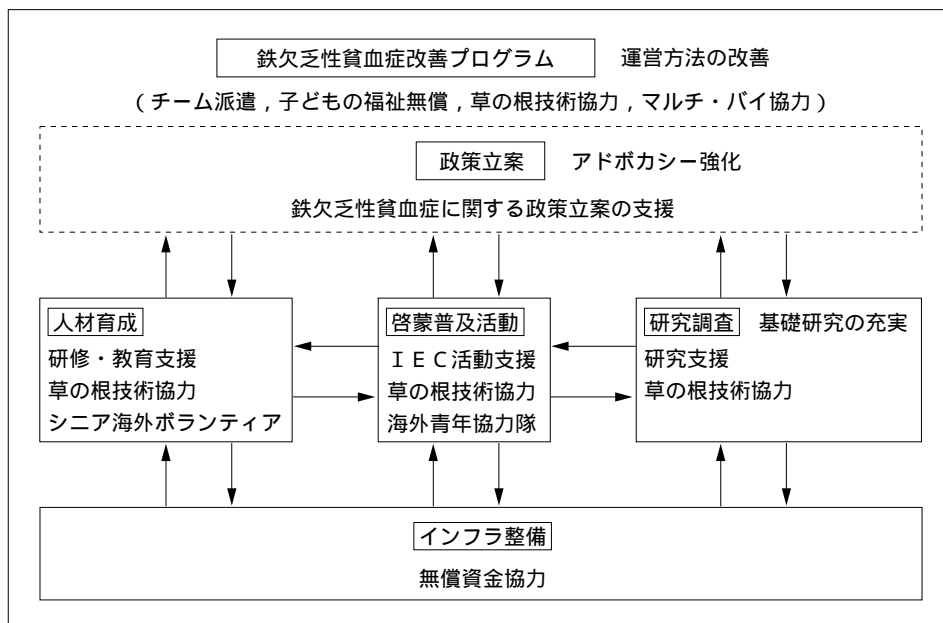 鉄欠乏性貧血症改善プログラム 運営方法の改善
（チーム派遣，子どもの福祉無償，草の根技術協力，マルチ・バイ協力）
政策立案 アドボカシー強化
鉄欠乏性貧血症に関する政策立案の支援
人材育成
研修・教育支援
草の根技術協力
シニア海外ボランティア
啓蒙普及活動
ＩＥＣ活動支援
草の根技術協力
海外青年協力隊
研究調査 基礎研究の充実
研究支援
草の根技術協力
インフラ整備
無償資金協力